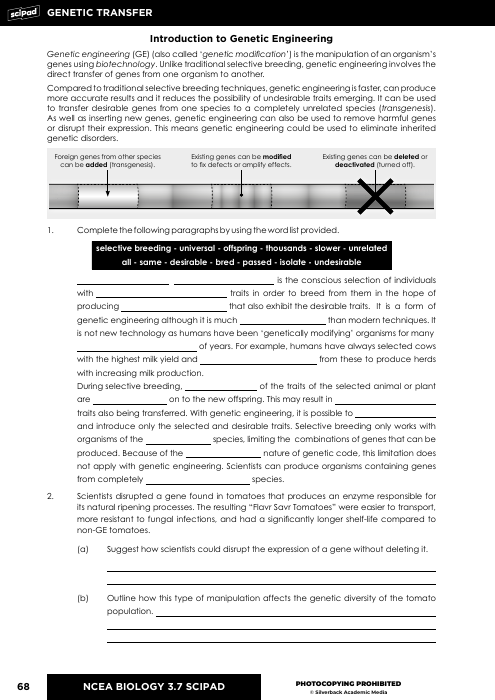 scipad GENETIC TRANSFER
Introduction to Genetic Engineering
Genetic engineering (GE) (also called 'genetic modification') is the manipulation of an organism's
genes using biotechnology. Unlike traditional selective breeding, genetic engineering involves the
direct transfer of genes from one organism to another.
Compared to traditional selective breeding techniques, genetic engineering is faster, can produce
more accurate results and it reduces the possibility of undesirable traits emerging. It can be used
to transfer desirable genes from one species to a completely unrelated species (transgenesis).
As well as inserting new genes, genetic engineering can also be used to remove harmful genes
or disrupt their expression. This means genetic engineering could be used to eliminate inherited
genetic disorders.
Foreign genes from other species
can be added (transgenesis).
Existing genes can be modified
to fix defects or amplify effects.
Existing genes can be deleted or
deactivated (turned off).
1. Complete the following paragraphs by using the word list provided.
selective breeding - universal - offspring - thousands - slower - unrelated
all - same - desirable - bred - passed - isolate - undesirable
is the conscious selection of individuals
with traits in order to breed from them in the hope of
producing that also exhibit the desirable traits. It is a form of
genetic engineering although it is much than modern techniques. It
is not new technology as humans have been 'genetically modifying' organisms for many
of years. For example, humans have always selected cows
with the highest milk yield and from these to produce herds
with increasing milk production.
During selective breeding, of the traits of the selected animal or plant
are on to the new offspring. This may result in
traits also being transferred. With genetic engineering, it is possible to
and introduce only the selected and desirable traits. Selective breeding only works with
organisms of the species, limiting the combinations of genes that can be
produced. Because of the nature of genetic code, this limitation does
not apply with genetic engineering. Scientists can produce organisms containing genes
from completely species.
2. Scientists disrupted a gene found in tomatoes that produces an enzyme responsible for
its natural ripening processes. The resulting "Flavr Savr Tomatoes" were easier to transport,
more resistant to fungal infections, and had a significantly longer shelf-life compared to
non-GE tomatoes.
(a) Suggest how scientists could disrupt the expression of a gene without deleting it.
(b) Outline how this type of manipulation affects the genetic diversity of the tomato
population.
68 NCEA BIOLOGY 3.7 SCIPAD
PHOTOCOPYING PROHIBITED
© Silverback Academic Media